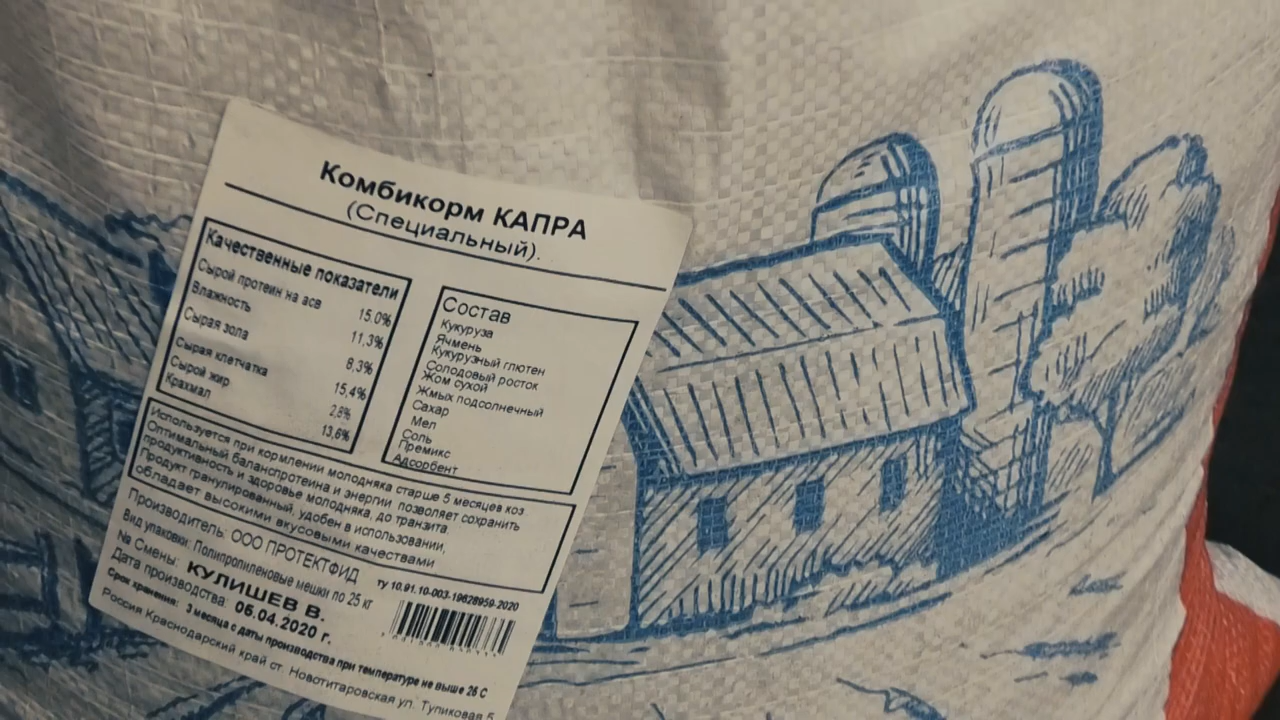 Комбикорм КАПРА
(Специальный).
Качественные показатели
Сырой протеин на асв 15,0%
Влажность 11,3%
Сырая зола 8,3%
Сырая клетчатка 15,4%
Сырой жир 2,8%
Крахмал 13,6%
Состав
Кукуруза
Ячмень
Кукурузный глютен
Солодовый росток
Жом сухой
Жмых подсолнечный
Сахар
Мел
Соль
Премикс
Адсорбент
Используется при кормлении молодняка старше 5 месяцев коз
Оптимальный баланспротеина и энергии позволяет сохранить
продуктивность и здоровье молодняка, до транзита.
Продукт гранулированный, удобен в использовании,
обладает высокими вкусовыми качествами
Производитель: ООО ПРОТЕКТФИД
Вид упаковки: Полипропиленовые мешки по 25 кг
№ Смены: КУЛИШЕВ В.
Дата производства: 06.04.2020 г.
ту 10.91.10-003-19628959-2020
Срок хранения: 3 месяца с даты производства при температуре не выше 25 С
Россия Краснодарский край ст. Новотитаровская ул. Тупиковая 5